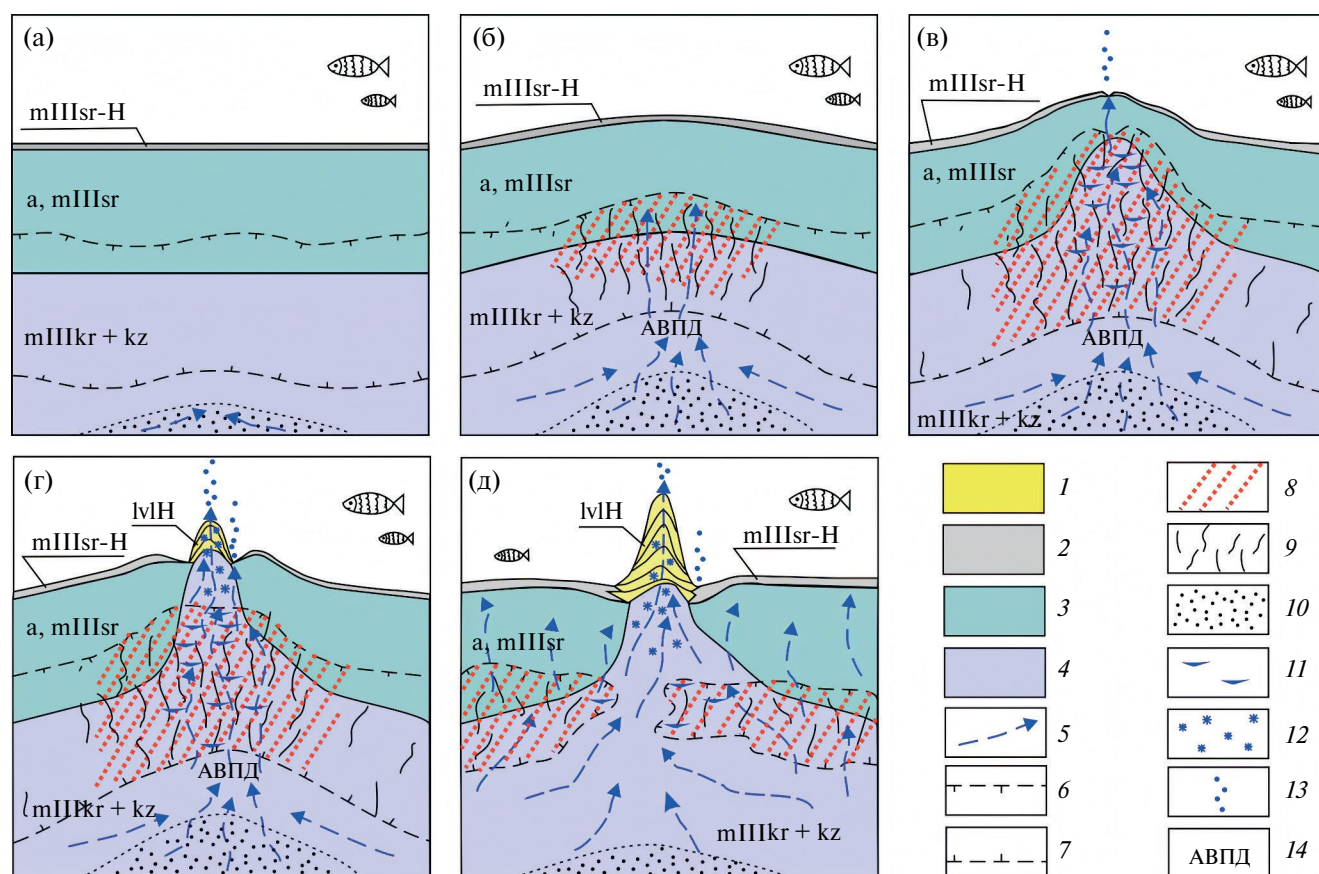 (а)
mIIIsr-H
a, mIIIsr
mIIIkr + kz
(б)
mIIIsr-H
a, mIIIsr
АВПД
mIIIkr + kz
(в)
mIIIsr-H
a, mIIIsr
АВПД
mIIIkr + kz
(г)
lvlH
mIIIsr-H
a, mIIIsr
АВПД
mIIIkr + kz
(д)
lvlH
mIIIsr-H
a, mIIIsr
mIIIkr + kz
1
2
3
4
5
6
7
8
9
10
11
12
13
АВПД 14